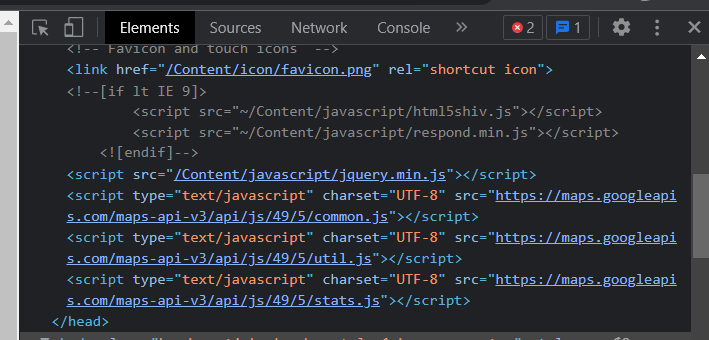 Elements Sources Network Console » 2 1
<!-- Favicon and touch icons -->
<link href="/Content/icon/favicon.png" rel="shortcut icon">
<!--[if lt IE 9]>
<script src="~/Content/javascript/html5shiv.js"></script>
<script src="~/Content/javascript/respond.min.js"></script>
<![endif]-->
<script src="/Content/javascript/jquery.min.js"></script>
<script type="text/javascript" charset="UTF-8" src="https://maps.googleapi
s.com/maps-api-v3/api/js/49/5/common.js"></script>
<script type="text/javascript" charset="UTF-8" src="https://maps.googleapi
s.com/maps-api-v3/api/js/49/5/util.js"></script>
<script type="text/javascript" charset="UTF-8" src="https://maps.googleapi
s.com/maps-api-v3/api/js/49/5/stats.js"></script>
</head>